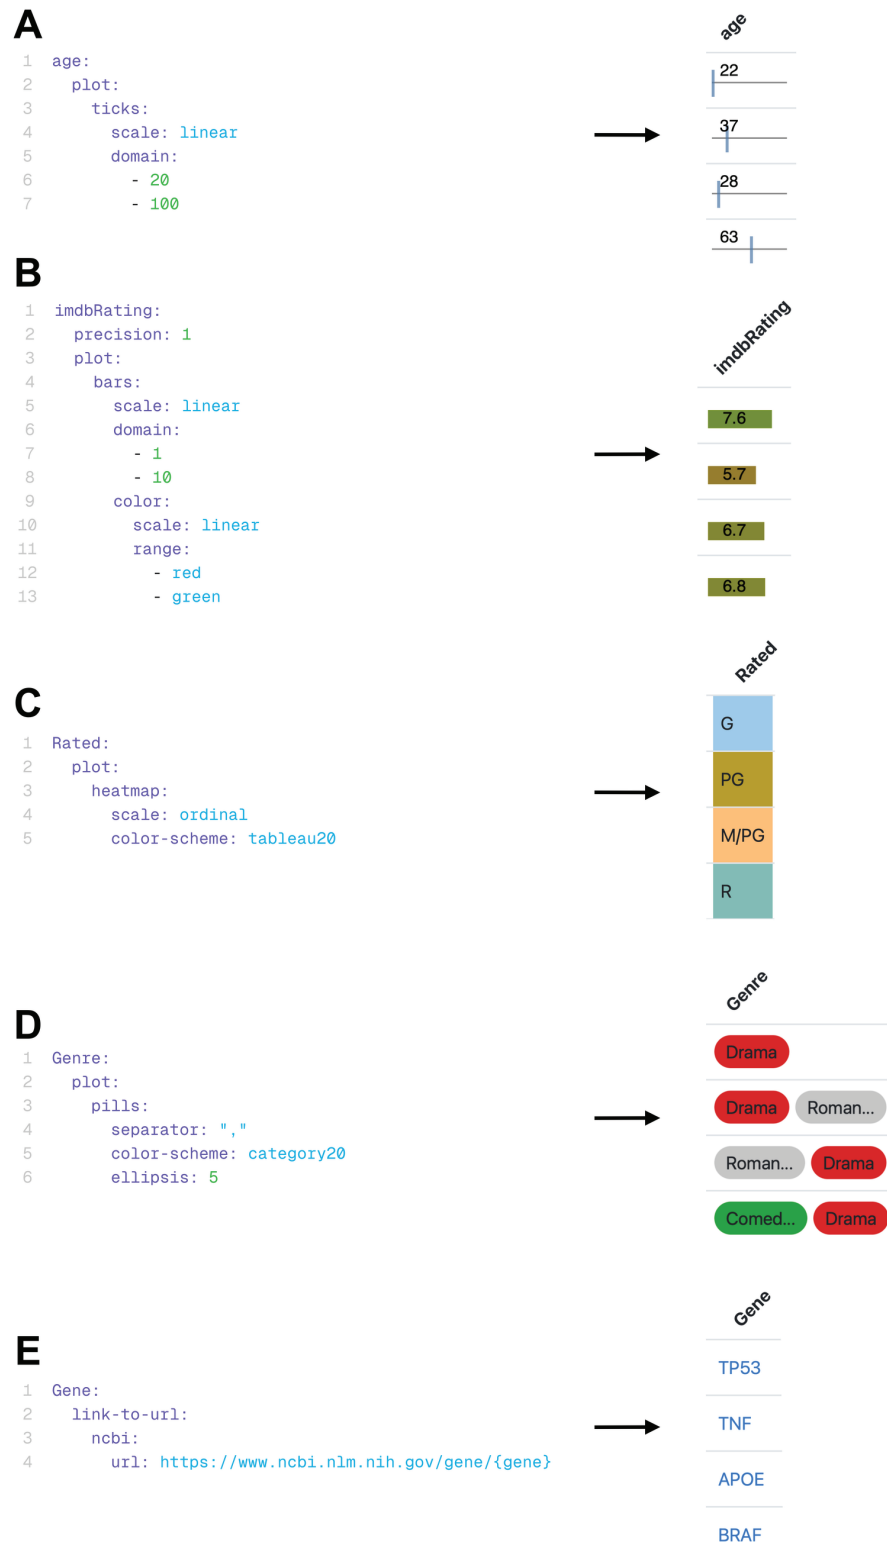 A
1 age:
2   plot:
3     ticks:
4       scale: linear
5       domain:
6         - 20
7         - 100
age
22
37
28
63
B
1 imdbRating:
2   precision: 1
3   plot:
4     bars:
5       scale: linear
6       domain:
7         - 1
8         - 10
9       color:
10         scale: linear
11         range:
12           - red
13           - green
imdbRating
7.6
5.7
6.7
6.8
C
1 Rated:
2   plot:
3     heatmap:
4       scale: ordinal
5       color-scheme: tableau20
Rated
G
PG
M/PG
R
D
1 Genre:
2   plot:
3     pills:
4       separator: ","
5       color-scheme: category20
6       ellipsis: 5
Genre
Drama
Drama Roman...
Roman... Drama
Comed... Drama
E
1 Gene:
2   link-to-url:
3     ncbi:
4       url: https://www.ncbi.nlm.nih.gov/gene/{gene}
Gene
TP53
TNF
APOE
BRAF